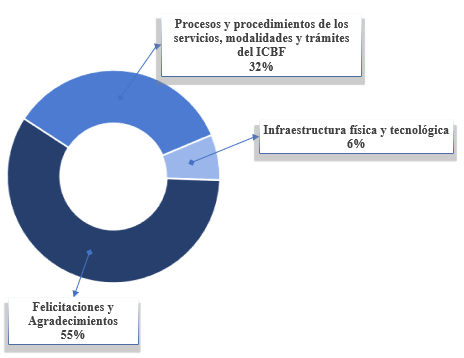 Procesos y procedimientos de los
servicios, modalidades y trámites
del ICBF
32%
Infraestructura física y tecnológica
6%
Felicitaciones y
Agradecimientos
55%